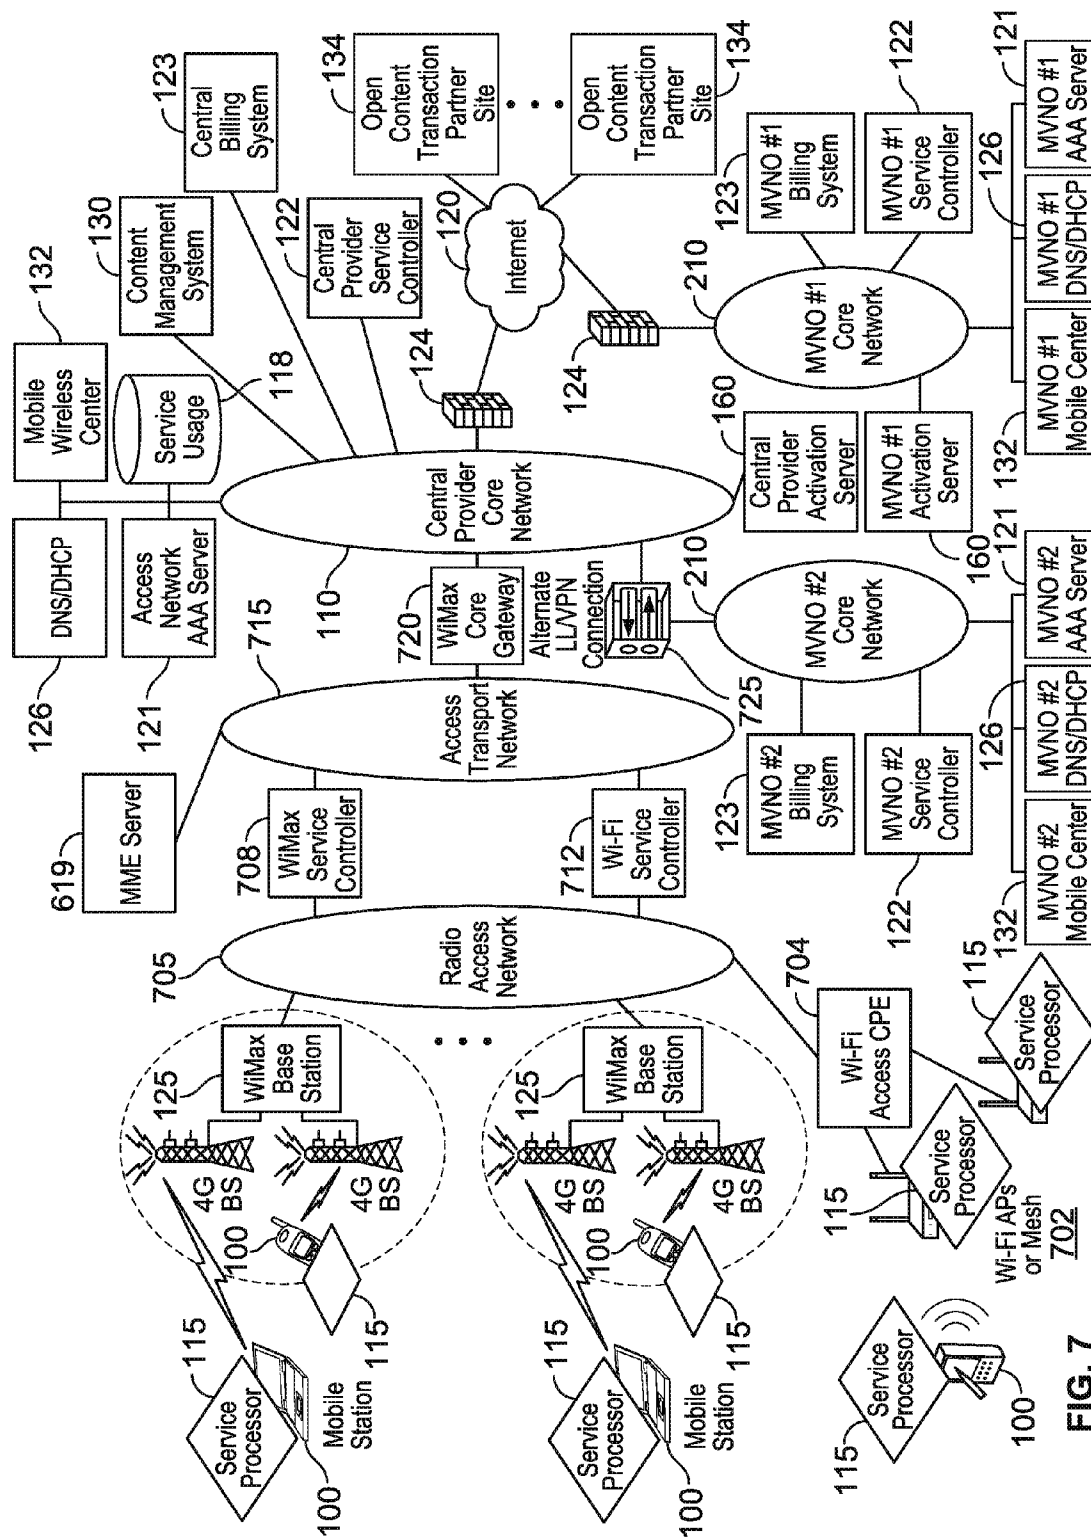 115
Service
Processor
100
Mobile
Station
125
WiMax
Base
Station
4G
BS
4G
BS
100
115
115
Service
Processor
100
Mobile
Station
125
WiMax
Base
Station
4G
BS
4G
BS
100
115
115
Service
Processor
100
Wi-Fi APs
or Mesh
702
115
Service
Processor
115
Service
Processor
704
Wi-Fi
Access CPE
705
Radio
Access
Network
619
MME Server
708
WiMax
Service
Controller
712
Wi-Fi
Service
Controller
715
Access
Transport
Network
720
WiMax
Core
Gateway
Alternate
LL/VPN
Connection
725
110
Central
Provider
Core
Network
126
DNS/DHCP
121
Access
Network
AAA Server
132
Mobile
Wireless
Center
118
Service
Usage
130
Content
Management
System
123
Central
Billing
System
122
Central
Provider
Service
Controller
124
120
Internet
134
Open
Content
Transaction
Partner
Site
134
Open
Content
Transaction
Partner
Site
160
Central
Provider
Activation
Server
124
210
MVNO #2
Core
Network
123
MVNO #2
Billing
System
122
MVNO #2
Service
Controller
132
MVNO #2
Mobile Center
126
MVNO #2
DNS/DHCP
121
MVNO #2
AAA Server
210
MVNO #1
Core
Network
160
MVNO #1
Activation
Server
123
MVNO #1
Billing
System
122
MVNO #1
Service
Controller
132
MVNO #1
Mobile Center
126
MVNO #1
DNS/DHCP
121
MVNO #1
AAA Server
FIG. 7